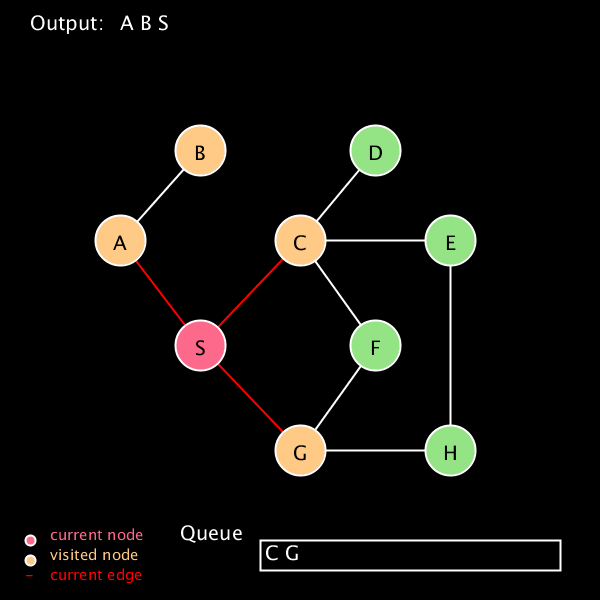 Output: A B S
B
D
A
C
E
S
F
G
H
current node
visited node
– current edge
Queue
C G